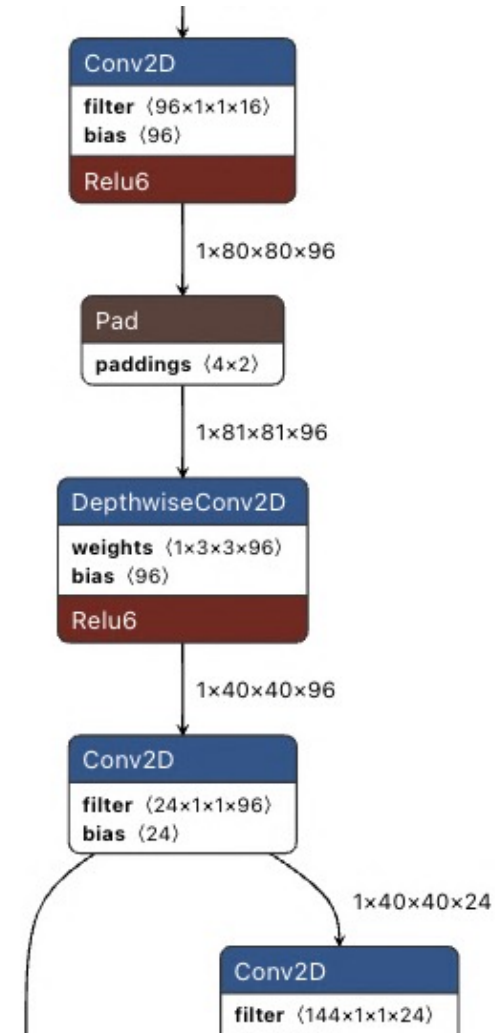 Conv2D
filter ⟨96×1×1×16⟩
bias ⟨96⟩
Relu6
1×80×80×96
Pad
paddings ⟨4×2⟩
1×81×81×96
DepthwiseConv2D
weights ⟨1×3×3×96⟩
bias ⟨96⟩
Relu6
1×40×40×96
Conv2D
filter ⟨24×1×1×96⟩
bias ⟨24⟩
1×40×40×24
Conv2D
filter ⟨144×1×1×24⟩